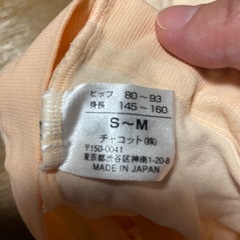 ヒップ 80～93
身長 145～160
S～M
チャコット(株)
〒150-0041
東京都渋谷区神南1-20-8
MADE IN JAPAN